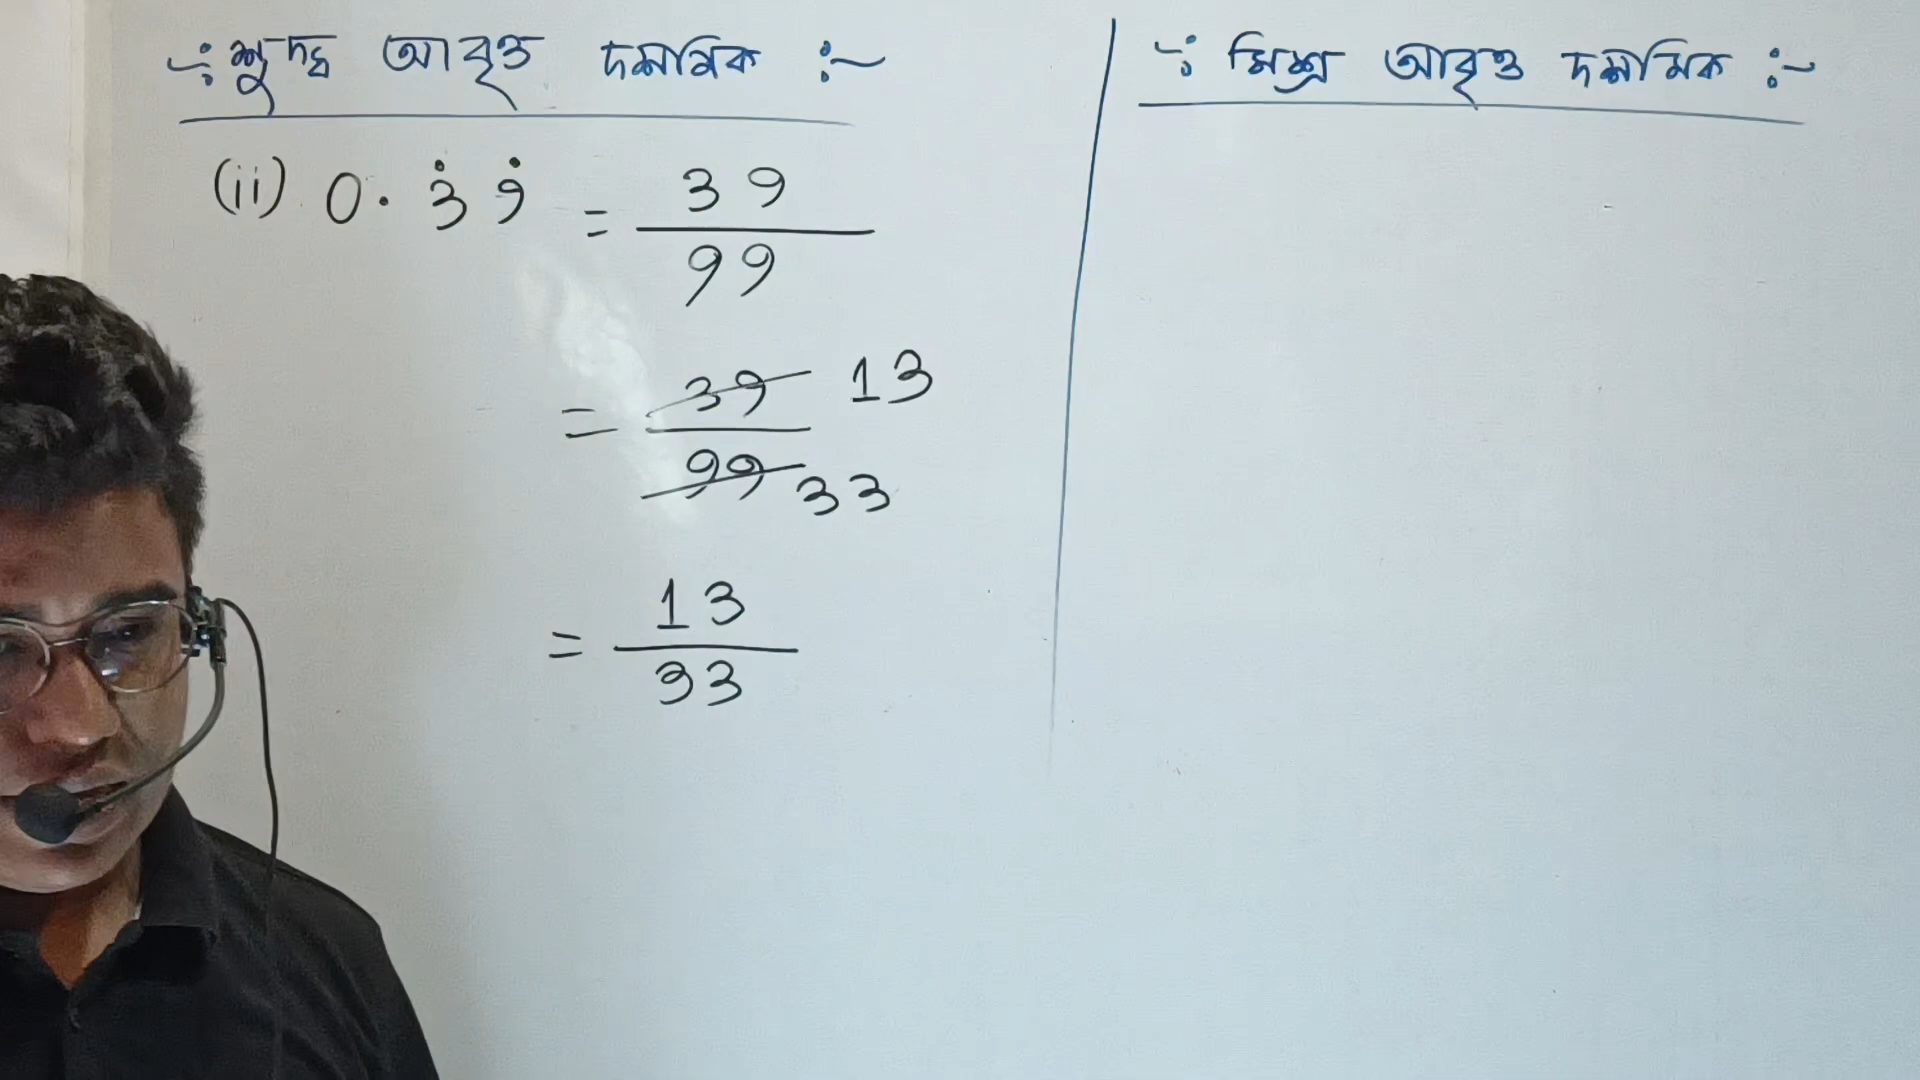 -: শুদ্ধ আবৃত্ত দশমিক :-
(ii) 0.3̇9̇ = 39/99
= 39/99 13 33
= 13/33
-: মিশ্র আবৃত্ত দশমিক :-